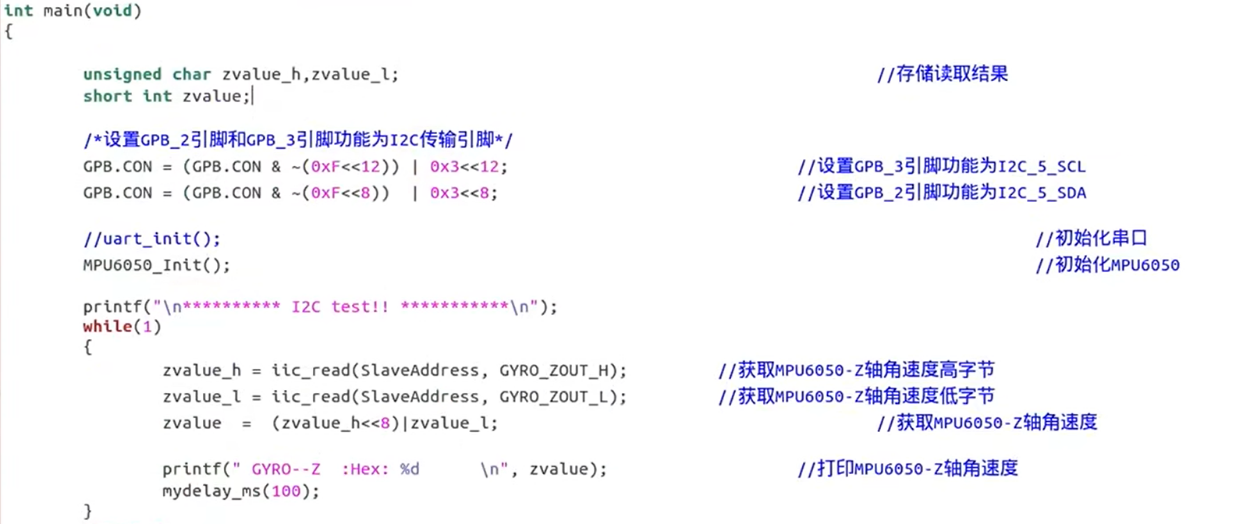 int main(void)
{
unsigned char zvalue_h,zvalue_l; //存储读取结果
short int zvalue;
/*设置GPB_2引脚和GPB_3引脚功能为I2C传输引脚*/
GPB.CON = (GPB.CON & ~(0xF<<12)) | 0x3<<12; //设置GPB_3引脚功能为I2C_5_SCL
GPB.CON = (GPB.CON & ~(0xF<<8)) | 0x3<<8; //设置GPB_2引脚功能为I2C_5_SDA
//uart_init(); //初始化串口
MPU6050_Init(); //初始化MPU6050
printf("\n********** I2C test!! ***********\n");
while(1)
{
zvalue_h = iic_read(SlaveAddress, GYRO_ZOUT_H); //获取MPU6050-Z轴角速度高字节
zvalue_l = iic_read(SlaveAddress, GYRO_ZOUT_L); //获取MPU6050-Z轴角速度低字节
zvalue = (zvalue_h<<8)|zvalue_l; //获取MPU6050-Z轴角速度
printf(" GYRO--Z :Hex: %d \n", zvalue); //打印MPU6050-Z轴角速度
mydelay_ms(100);
}